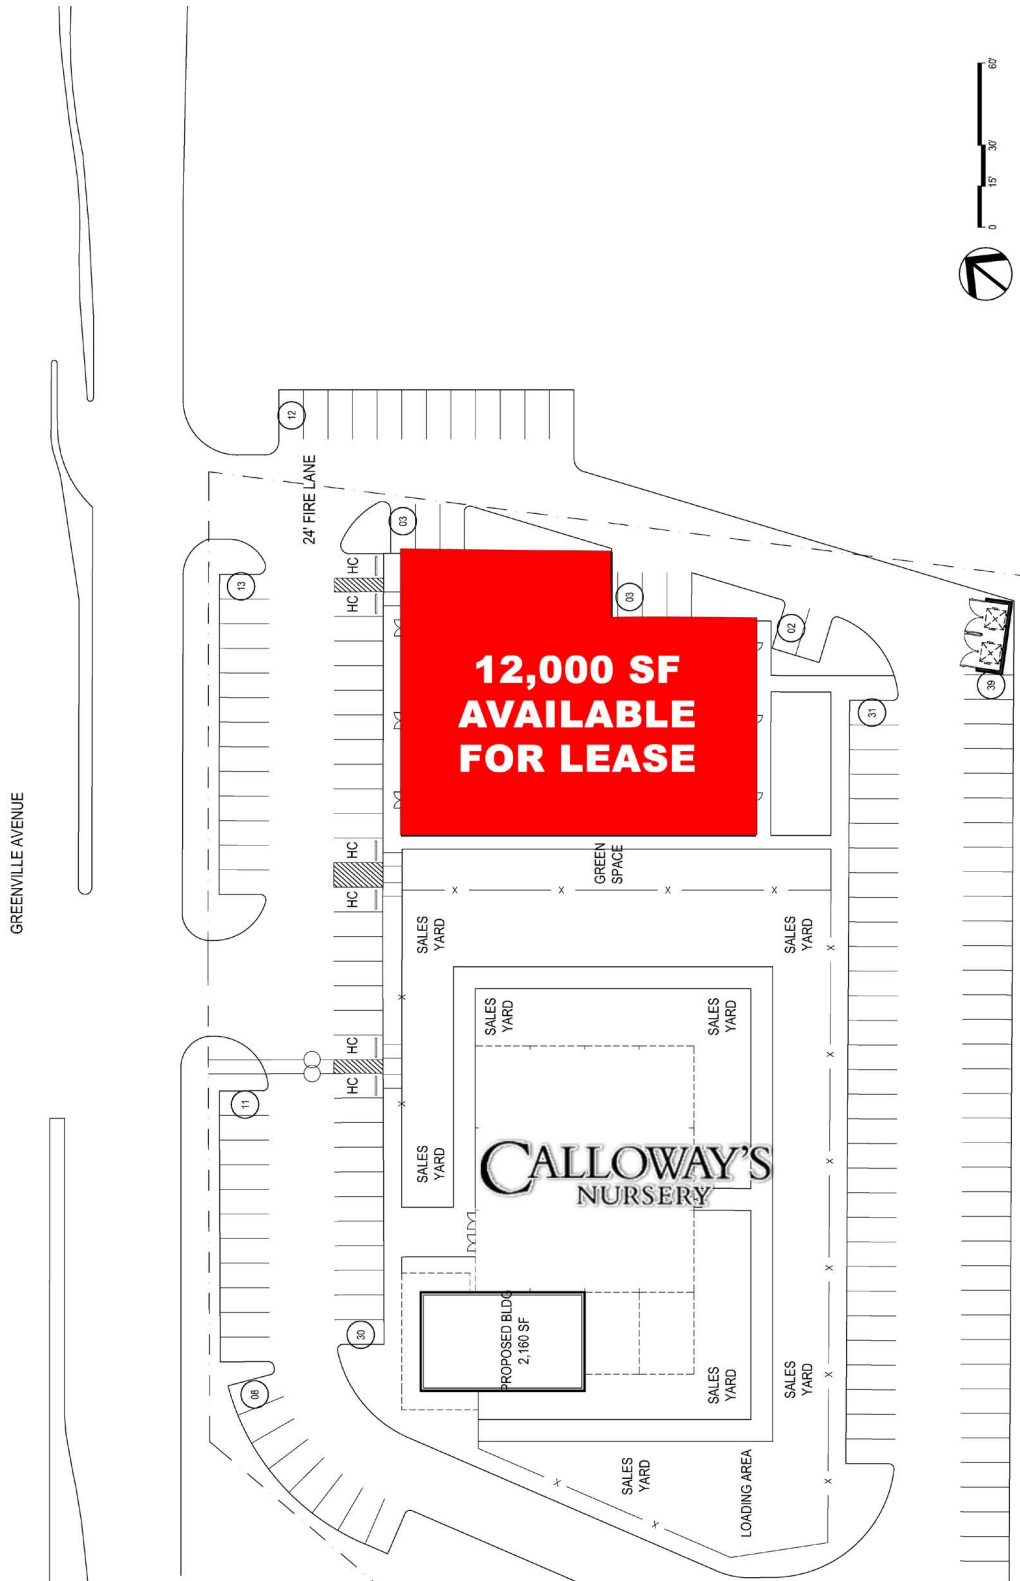 60'
30'
15'
0
12
24' FIRE LANE
03
HC
HC
13
03
02
39
31
12,000 SF
AVAILABLE
FOR LEASE
GREENVILLE AVENUE
HC
HC
GREEN
SPACE
SALES
YARD
SALES
YARD
SALES
YARD
SALES
YARD
HC
HC
11
SALES
YARD
CALLOWAY'S
NURSERY
PROPOSED BLDG
2,160 SF
30
08
SALES
YARD
SALES
YARD
SALES
YARD
LOADING AREA